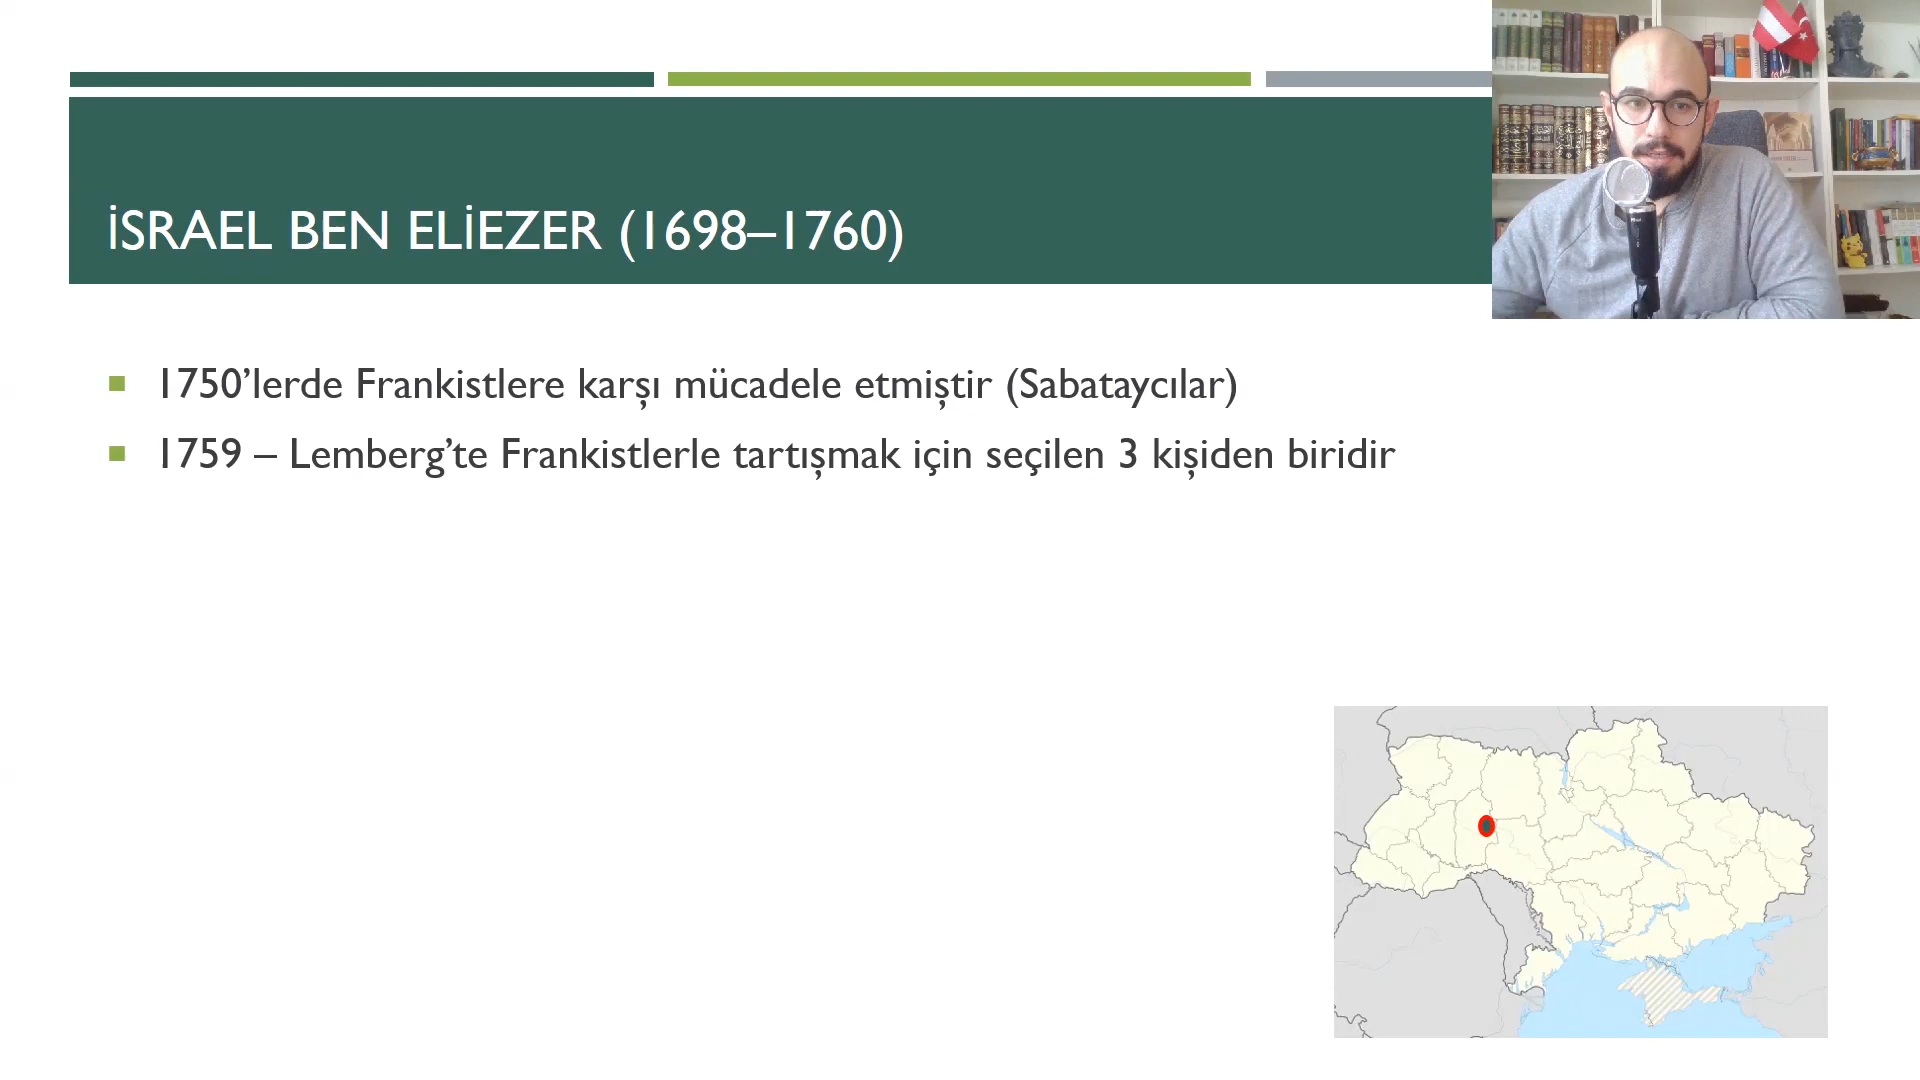 İSRAEL BEN ELİEZER (1698–1760)
1750’lerde Frankistlere karşı mücadele etmiştir (Sabataycılar)
1759 – Lemberg’te Frankistlerle tartışmak için seçilen 3 kişiden biridir